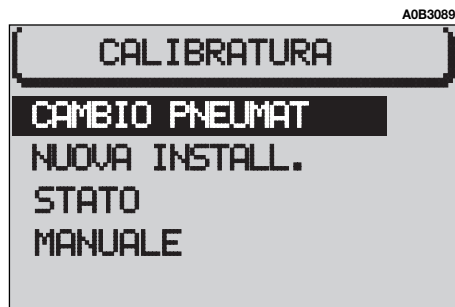 A0B3089
CALIBRATURA
CAMBIO PNEUMAT
NUOVA INSTALL.
STATO
MANUALE